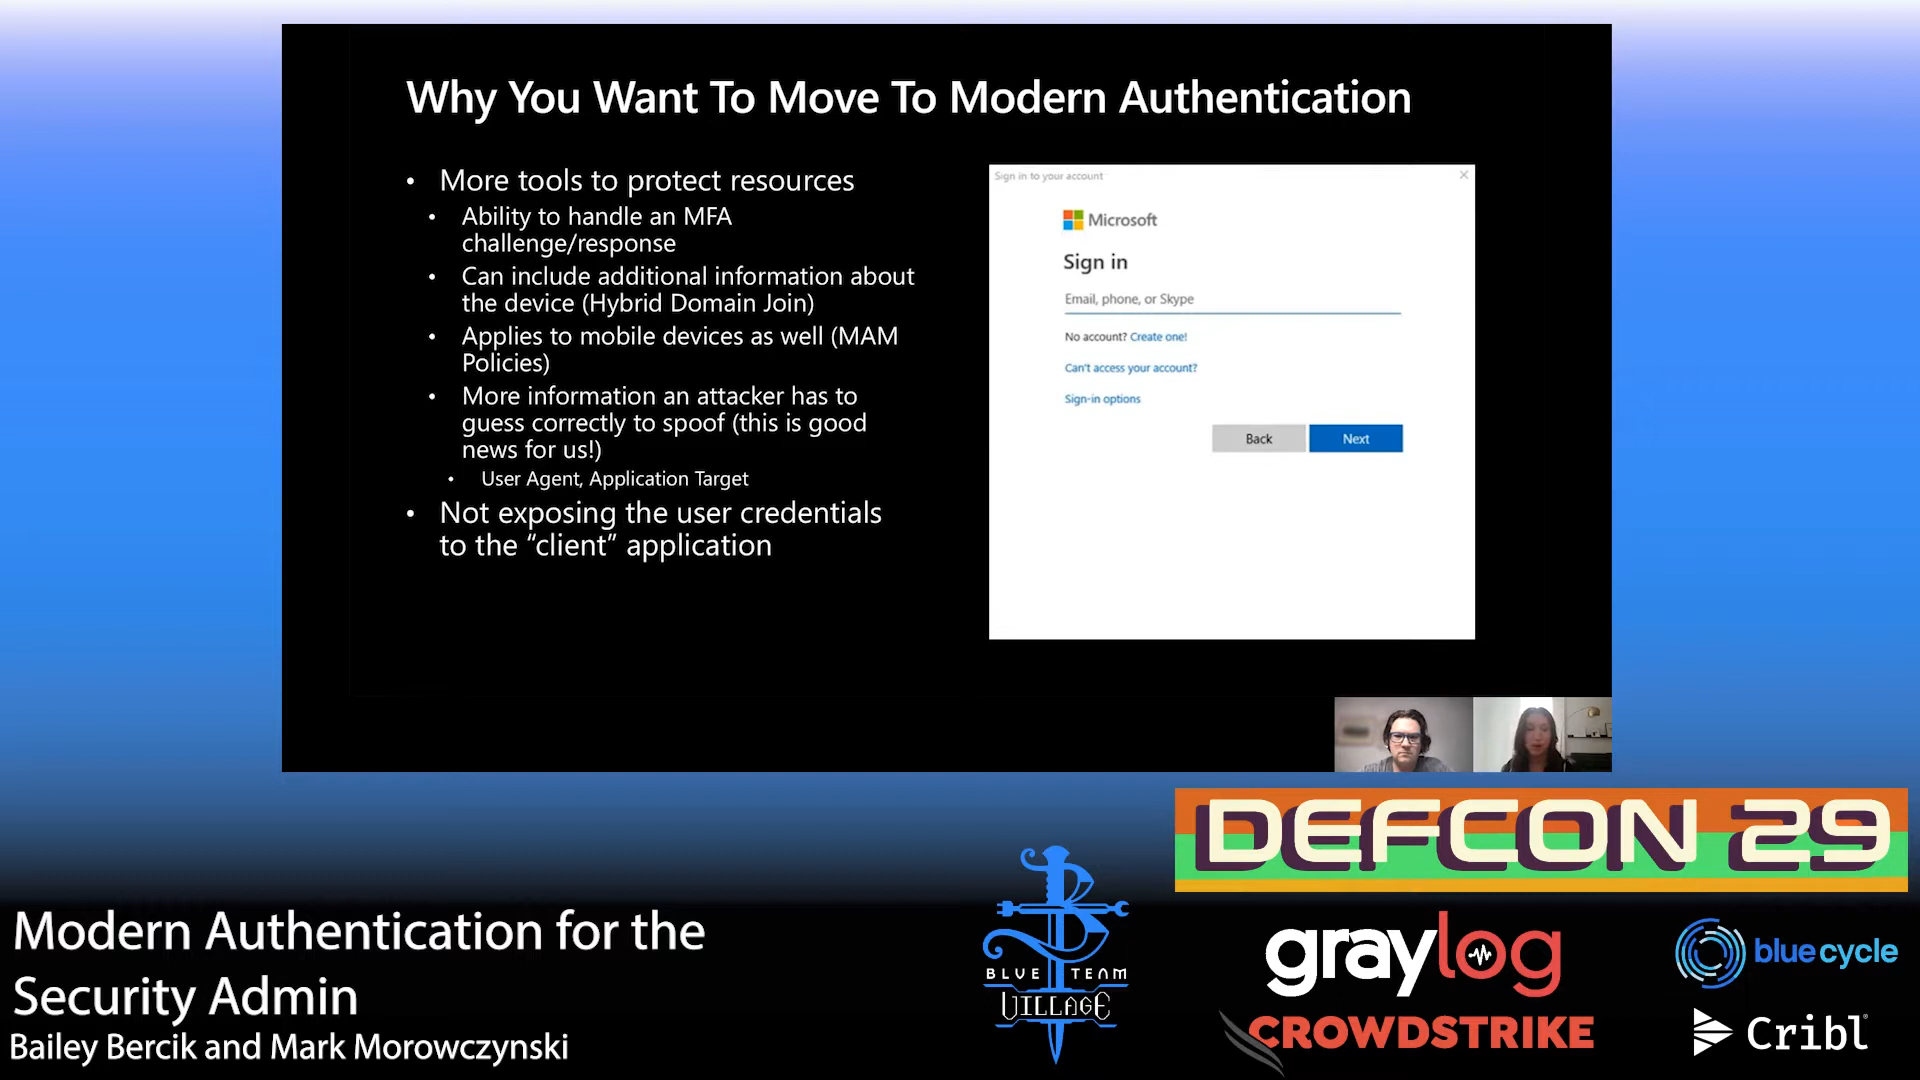 Why You Want To Move To Modern Authentication
• More tools to protect resources
• Ability to handle an MFA
challenge/response
• Can include additional information about
the device (Hybrid Domain Join)
• Applies to mobile devices as well (MAM
Policies)
• More information an attacker has to
guess correctly to spoof (this is good
news for us!)
• User Agent, Application Target
• Not exposing the user credentials
to the “client” application
Sign in to your account
Microsoft
Sign in
Email, phone, or Skype
No account? Create one!
Can't access your account?
Sign-in options
Back
Next
DEFCON 29
Modern Authentication for the
Security Admin
Bailey Bercik and Mark Morowczynski
BLUE TEAM
VILLAGE
graylog
blue cycle
CROWDSTRIKE
Cribl